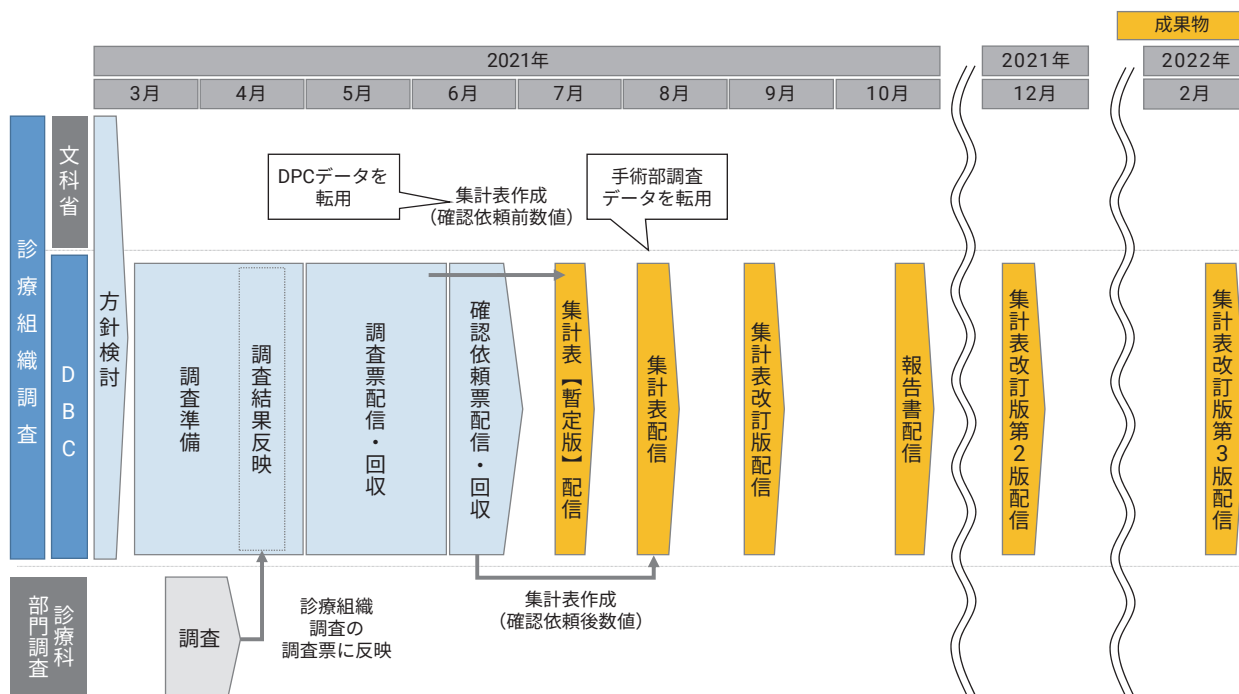 成果物
2021年
2021年
2022年
3月
4月
5月
6月
7月
8月
9月
10月
12月
2月
診療組織調査
文科省
DBC
方針検討
DPCデータを
転用
集計表作成
（確認依頼前数値）
手術部調査
データを転用
調査準備
調査結果反映
調査票配信・回収
確認依頼票配信・回収
集計表【暫定版】配信
集計表配信
集計表改訂版配信
報告書配信
集計表改訂版第2版配信
集計表改訂版第3版配信
診療科
部門調査
調査
診療組織
調査の
調査票に反映
集計表作成
（確認依頼後数値）